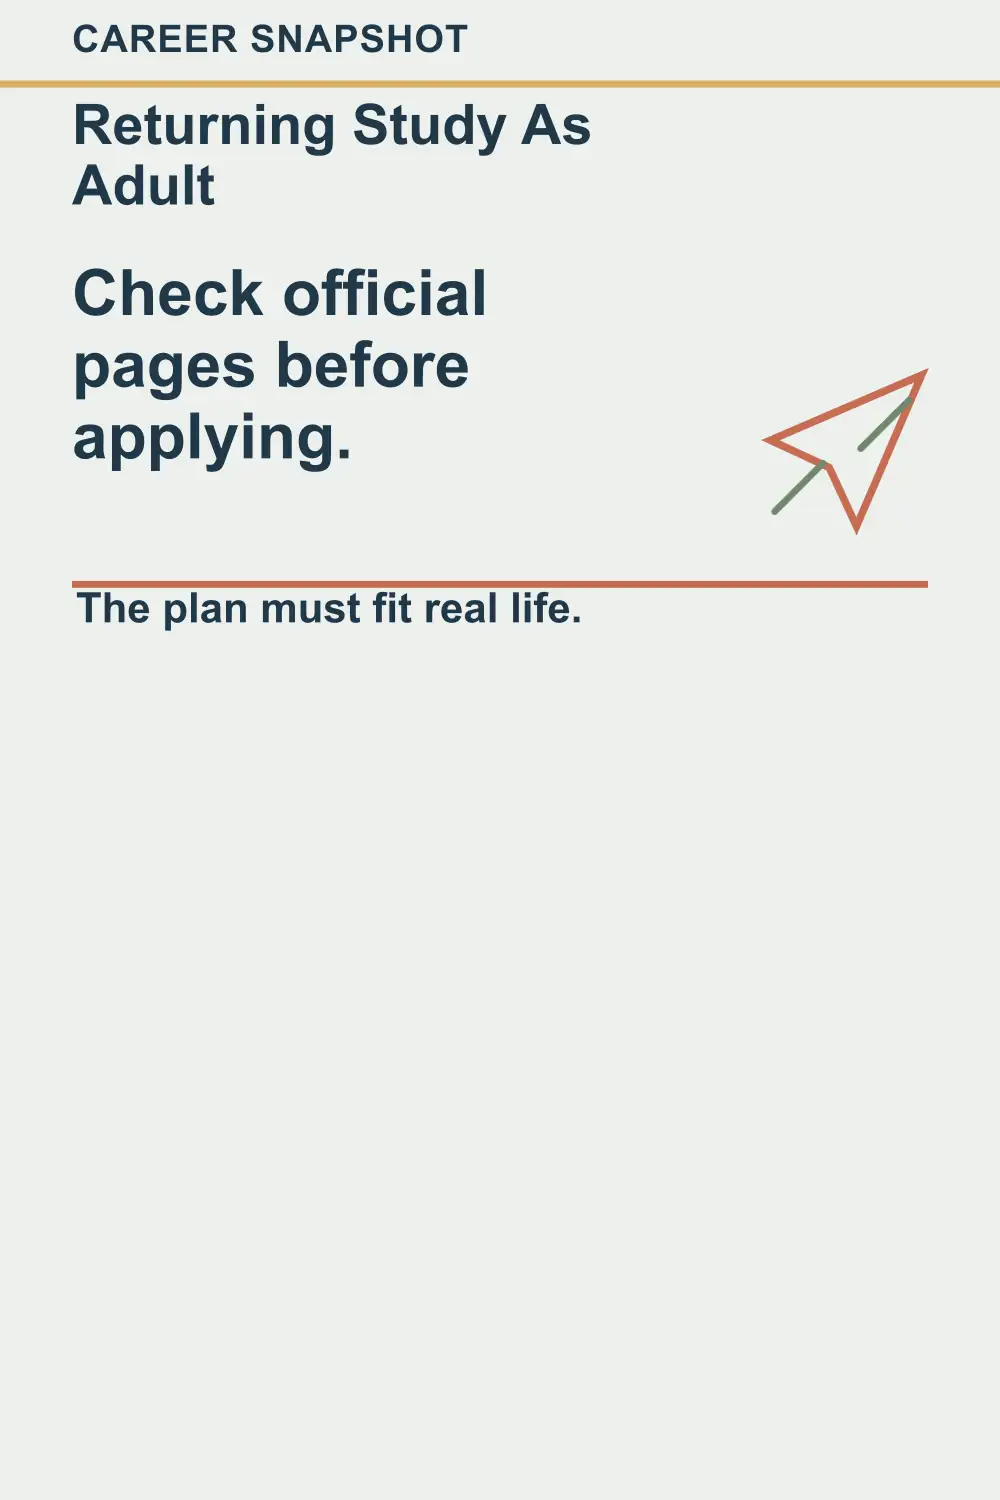 CAREER SNAPSHOT
Returning Study As
Adult
Check official
pages before
applying.
The plan must fit real life.